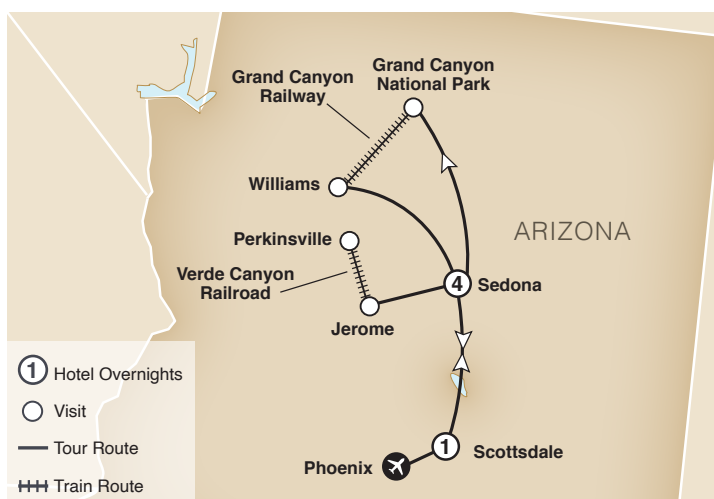 Grand Canyon
Railway
Grand Canyon
National Park
Williams
Perkinsville
ARIZONA
Verde Canyon
Railroad
4
Sedona
Jerome
1 Hotel Overnights
Visit
Tour Route
Train Route
1
Scottsdale
Phoenix